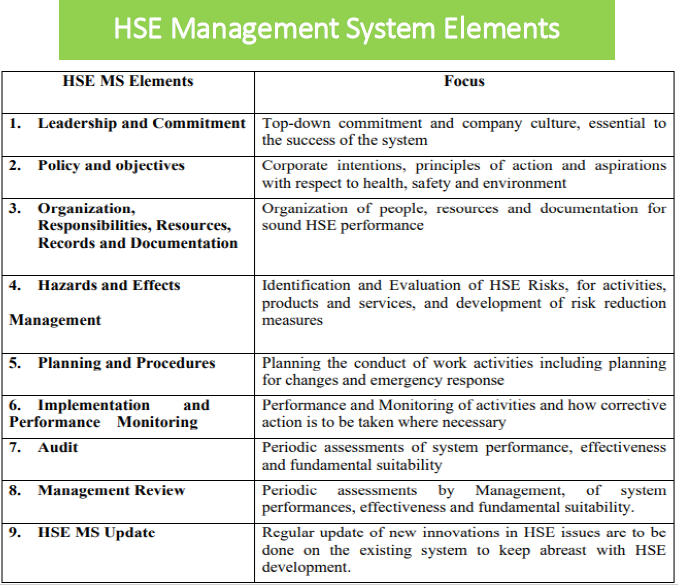 HSE Management System Elements
HSE MS Elements
Focus
1. Leadership and Commitment
Top-down commitment and company culture, essential to
the success of the system
2. Policy and objectives
Corporate intentions, principles of action and aspirations
with respect to health, safety and environment
3. Organization,
Responsibilities, Resources,
Records and Documentation
Organization of people, resources and documentation for
sound HSE performance
4. Hazards and Effects
Management
Identification and Evaluation of HSE Risks, for activities,
products and services, and development of risk reduction
measures
5. Planning and Procedures
Planning the conduct of work activities including planning
for changes and emergency response
6. Implementation and
Performance Monitoring
Performance and Monitoring of activities and how corrective
action is to be taken where necessary
7. Audit
Periodic assessments of system performance, effectiveness
and fundamental suitability
8. Management Review
Periodic assessments by Management, of system
performances, effectiveness and fundamental suitability.
9. HSE MS Update
Regular update of new innovations in HSE issues are to be
done on the existing system to keep abreast with HSE
development.